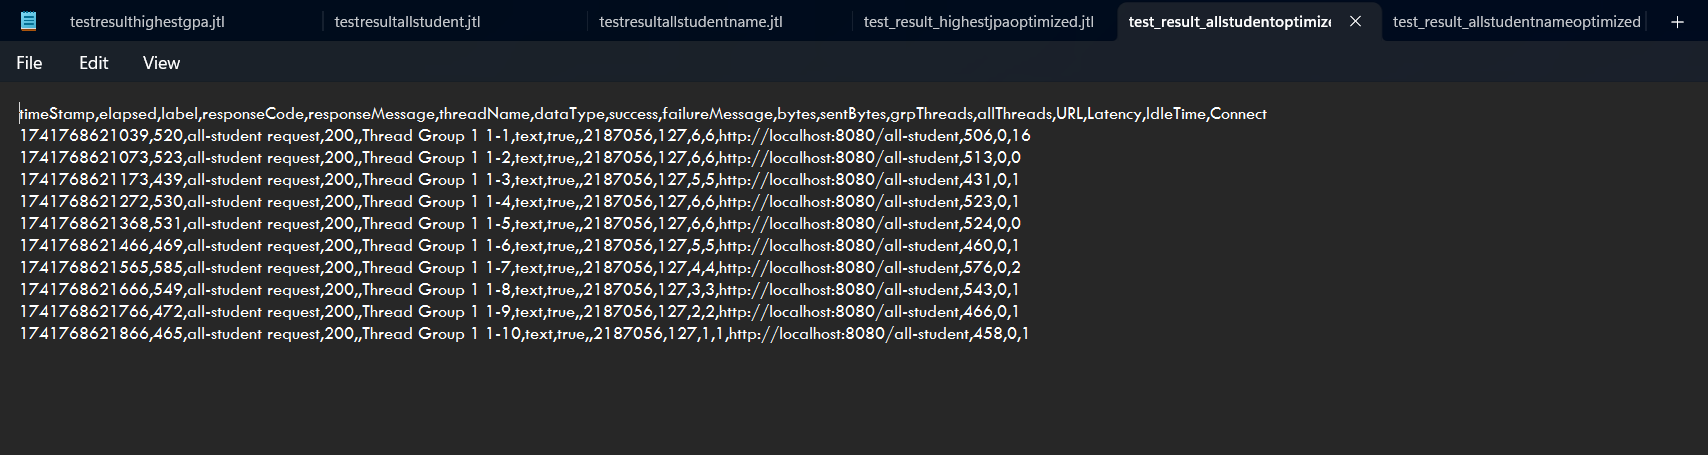 testresulthighestgpa.jtl
testresultallstudent.jtl
testresultallstudentname.jtl
test_result_highestjpaoptimized.jtl
test_result_allstudentoptimize
test_result_allstudentnameoptimized
File Edit View
timeStamp,elapsed,label,responseCode,responseMessage,threadName,dataType,success,failureMessage,bytes,sentBytes,grpThreads,allThreads,URL,Latency,IdleTime,Connect
1741768621039,520,all-student request,200,,Thread Group 1 1-1,text,true,,2187056,127,6,6,http://localhost:8080/all-student,506,0,16
1741768621073,523,all-student request,200,,Thread Group 1 1-2,text,true,,2187056,127,6,6,http://localhost:8080/all-student,513,0,0
1741768621173,439,all-student request,200,,Thread Group 1 1-3,text,true,,2187056,127,5,5,http://localhost:8080/all-student,431,0,1
1741768621272,530,all-student request,200,,Thread Group 1 1-4,text,true,,2187056,127,6,6,http://localhost:8080/all-student,523,0,1
1741768621368,531,all-student request,200,,Thread Group 1 1-5,text,true,,2187056,127,6,6,http://localhost:8080/all-student,524,0,0
1741768621466,469,all-student request,200,,Thread Group 1 1-6,text,true,,2187056,127,5,5,http://localhost:8080/all-student,460,0,1
1741768621565,585,all-student request,200,,Thread Group 1 1-7,text,true,,2187056,127,4,4,http://localhost:8080/all-student,576,0,2
1741768621666,549,all-student request,200,,Thread Group 1 1-8,text,true,,2187056,127,3,3,http://localhost:8080/all-student,543,0,1
1741768621766,472,all-student request,200,,Thread Group 1 1-9,text,true,,2187056,127,2,2,http://localhost:8080/all-student,466,0,1
1741768621866,465,all-student request,200,,Thread Group 1 1-10,text,true,,2187056,127,1,1,http://localhost:8080/all-student,458,0,1